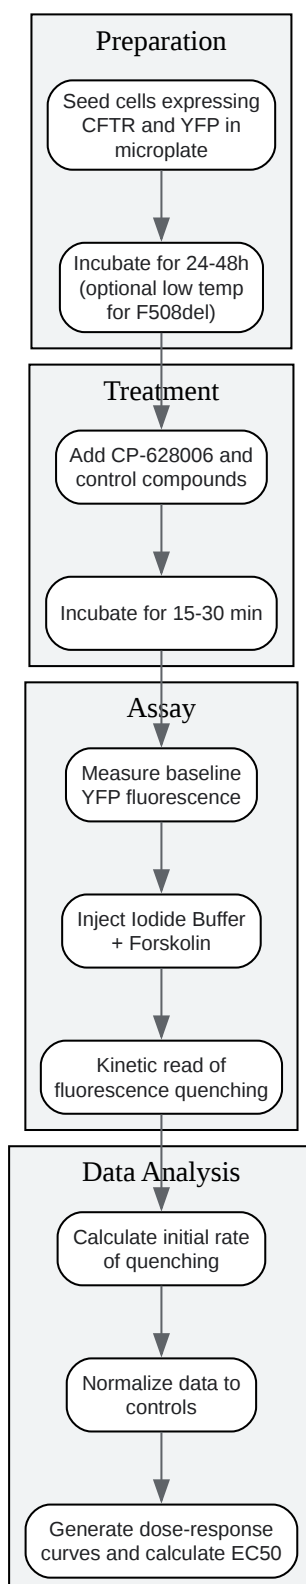 Preparation
Seed cells expressing
CFTR and YFP in
microplate
Incubate for 24-48h
(optional low temp
for F508del)
Treatment
Add CP-628006 and
control compounds
Incubate for 15-30 min
Assay
Measure baseline
YFP fluorescence
Inject Iodide Buffer
+ Forskolin
Kinetic read of
fluorescence quenching
Data Analysis
Calculate initial rate
of quenching
Normalize data to
controls
Generate dose-response
curves and calculate EC50